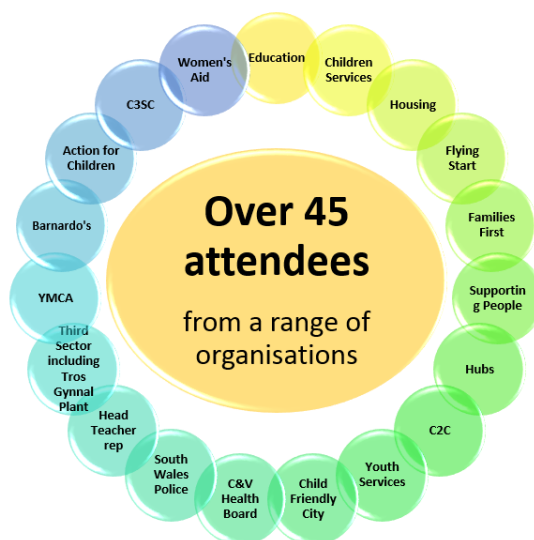 Over 45
attendees
from a range of
organisations
Education
Children
Services
Housing
Flying
Start
Families
First
Supportin
g People
Hubs
C2C
Youth
Services
Child
Friendly
City
C&V
Health
Board
South
Wales
Police
Head
Teacher
rep
Third
Sector
including
Tros
Gynnal
Plant
YMCA
Barnardo's
Action for
Children
C3SC
Women's
Aid